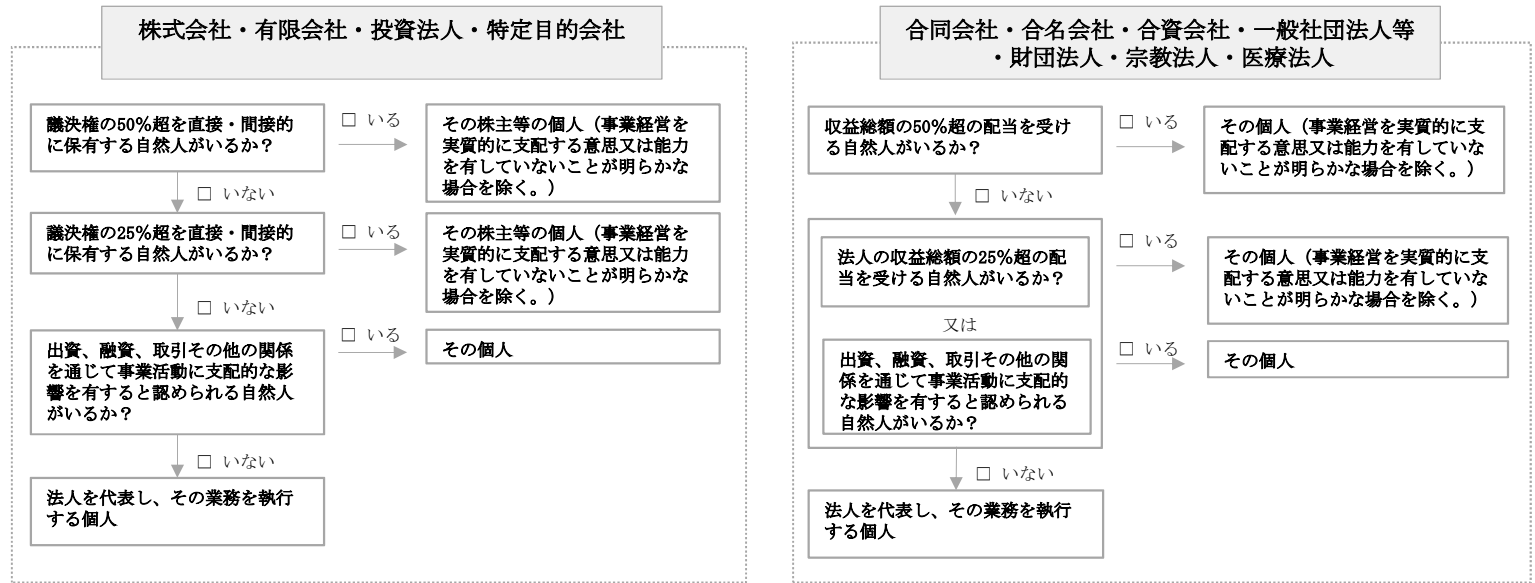 株式会社・有限会社・投資法人・特定目的会社
議決権の50%超を直接・間接的
に保有する自然人がいるか？
□ いる
その株主等の個人（事業経営を
実質的に支配する意思又は能力
を有していないことが明らかな
場合を除く。）
□ いない
議決権の25%超を直接・間接的
に保有する自然人がいるか？
□ いる
その株主等の個人（事業経営を
実質的に支配する意思又は能力
を有していないことが明らかな
場合を除く。）
□ いない
出資、融資、取引その他の関係
を通じて事業活動に支配的な影
響を有すると認められる自然人
がいるか？
□ いる
その個人
□ いない
法人を代表し、その業務を執行
する個人
合同会社・合名会社・合資会社・一般社団法人等
・財団法人・宗教法人・医療法人
収益総額の50%超の配当を受け
る自然人がいるか？
□ いる
その個人（事業経営を実質的に支
配する意思又は能力を有していな
いことが明らかな場合を除く。）
□ いない
法人の収益総額の25%超の配
当を受ける自然人がいるか？
□ いる
その個人（事業経営を実質的に支
配する意思又は能力を有していな
いことが明らかな場合を除く。）
又は
出資、融資、取引その他の関
係を通じて事業活動に支配的
な影響を有すると認められる
自然人がいるか？
□ いる
その個人
□ いない
法人を代表し、その業務を執行
する個人